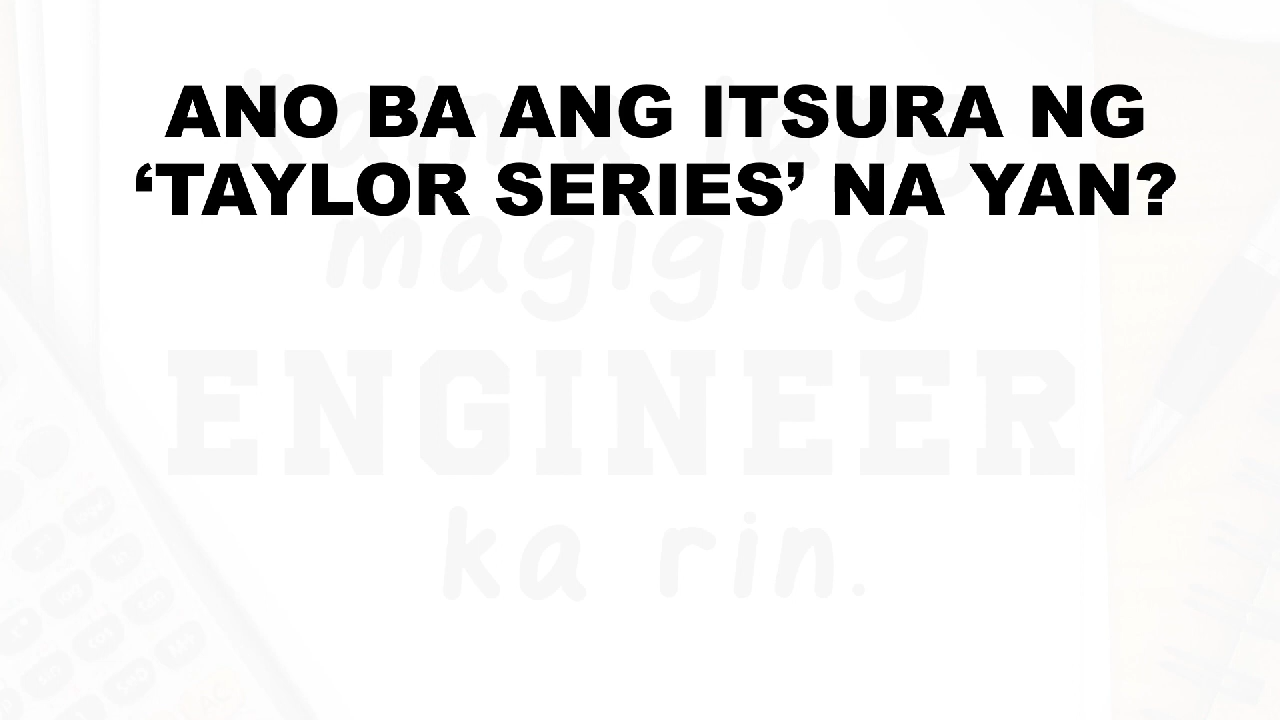 ANO BA ANG ITSURA NG
‘TAYLOR SERIES’ NA YAN?
magiging
ENGINEER
ka rin.